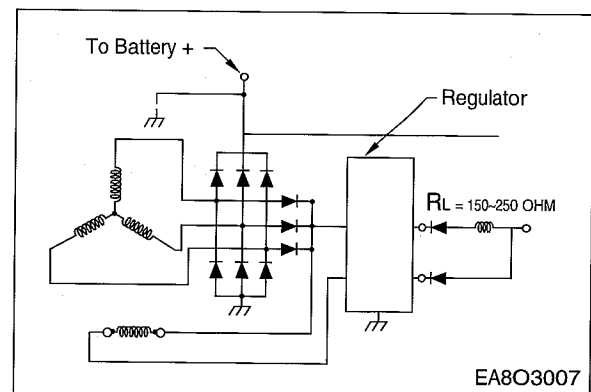 To Battery +
Regulator
RL = 150~250 OHM
EA8O3007